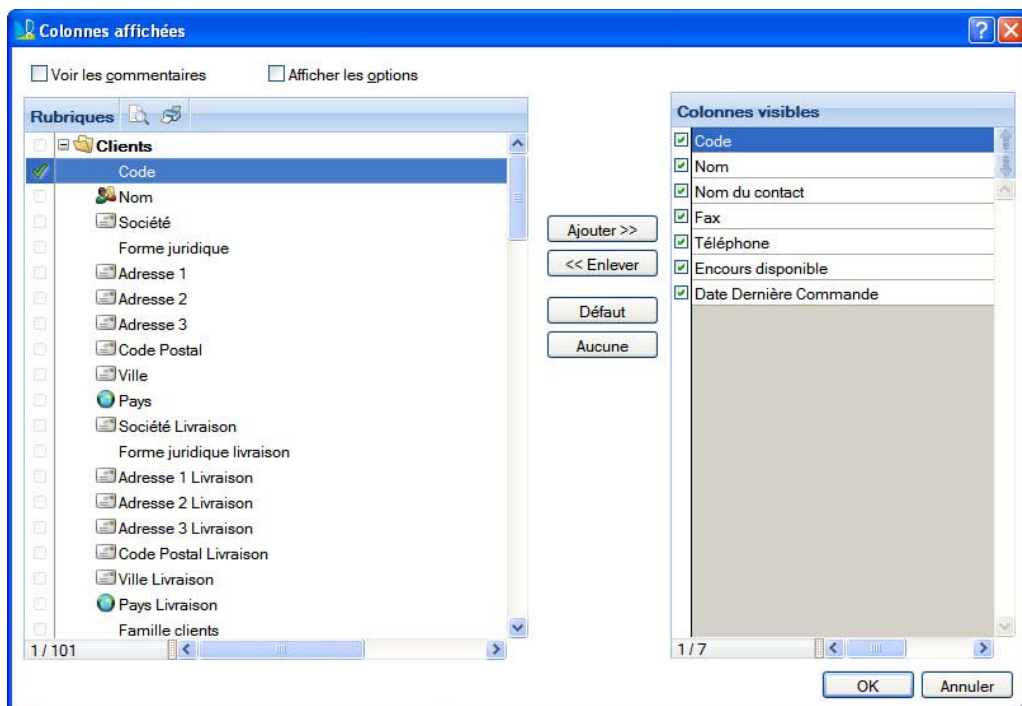 Colonnes affichées
Voir les commentaires
Afficher les options
Rubriques
Clients
Code
Nom
Société
Forme juridique
Adresse 1
Adresse 2
Adresse 3
Code Postal
Ville
Pays
Société Livraison
Forme juridique livraison
Adresse 1 Livraison
Adresse 2 Livraison
Adresse 3 Livraison
Code Postal Livraison
Ville Livraison
Pays Livraison
Famille clients
1 / 101
Ajouter >>
<< Enlever
Défaut
Aucune
Colonnes visibles
Code
Nom
Nom du contact
Fax
Téléphone
Encours disponible
Date Dernière Commande
1 / 7
OK
Annuler